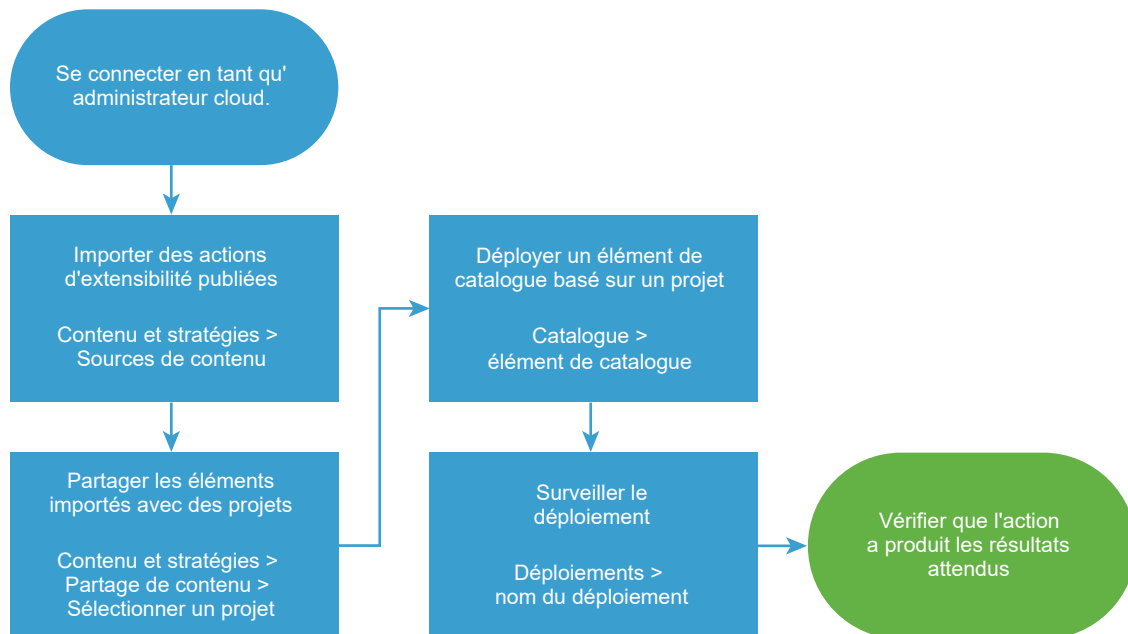 Se connecter en tant qu'
administrateur cloud.
Importer des actions
d'extensibilité publiées
Contenu et stratégies >
Sources de contenu
Partager les éléments
importés avec des projets
Contenu et stratégies >
Partage de contenu >
Sélectionner un projet
Déployer un élément de
catalogue basé sur un projet
Catalogue >
élément de catalogue
Surveiller le
déploiement
Déploiements >
nom du déploiement
Vérifier que l'action
a produit les résultats
attendus